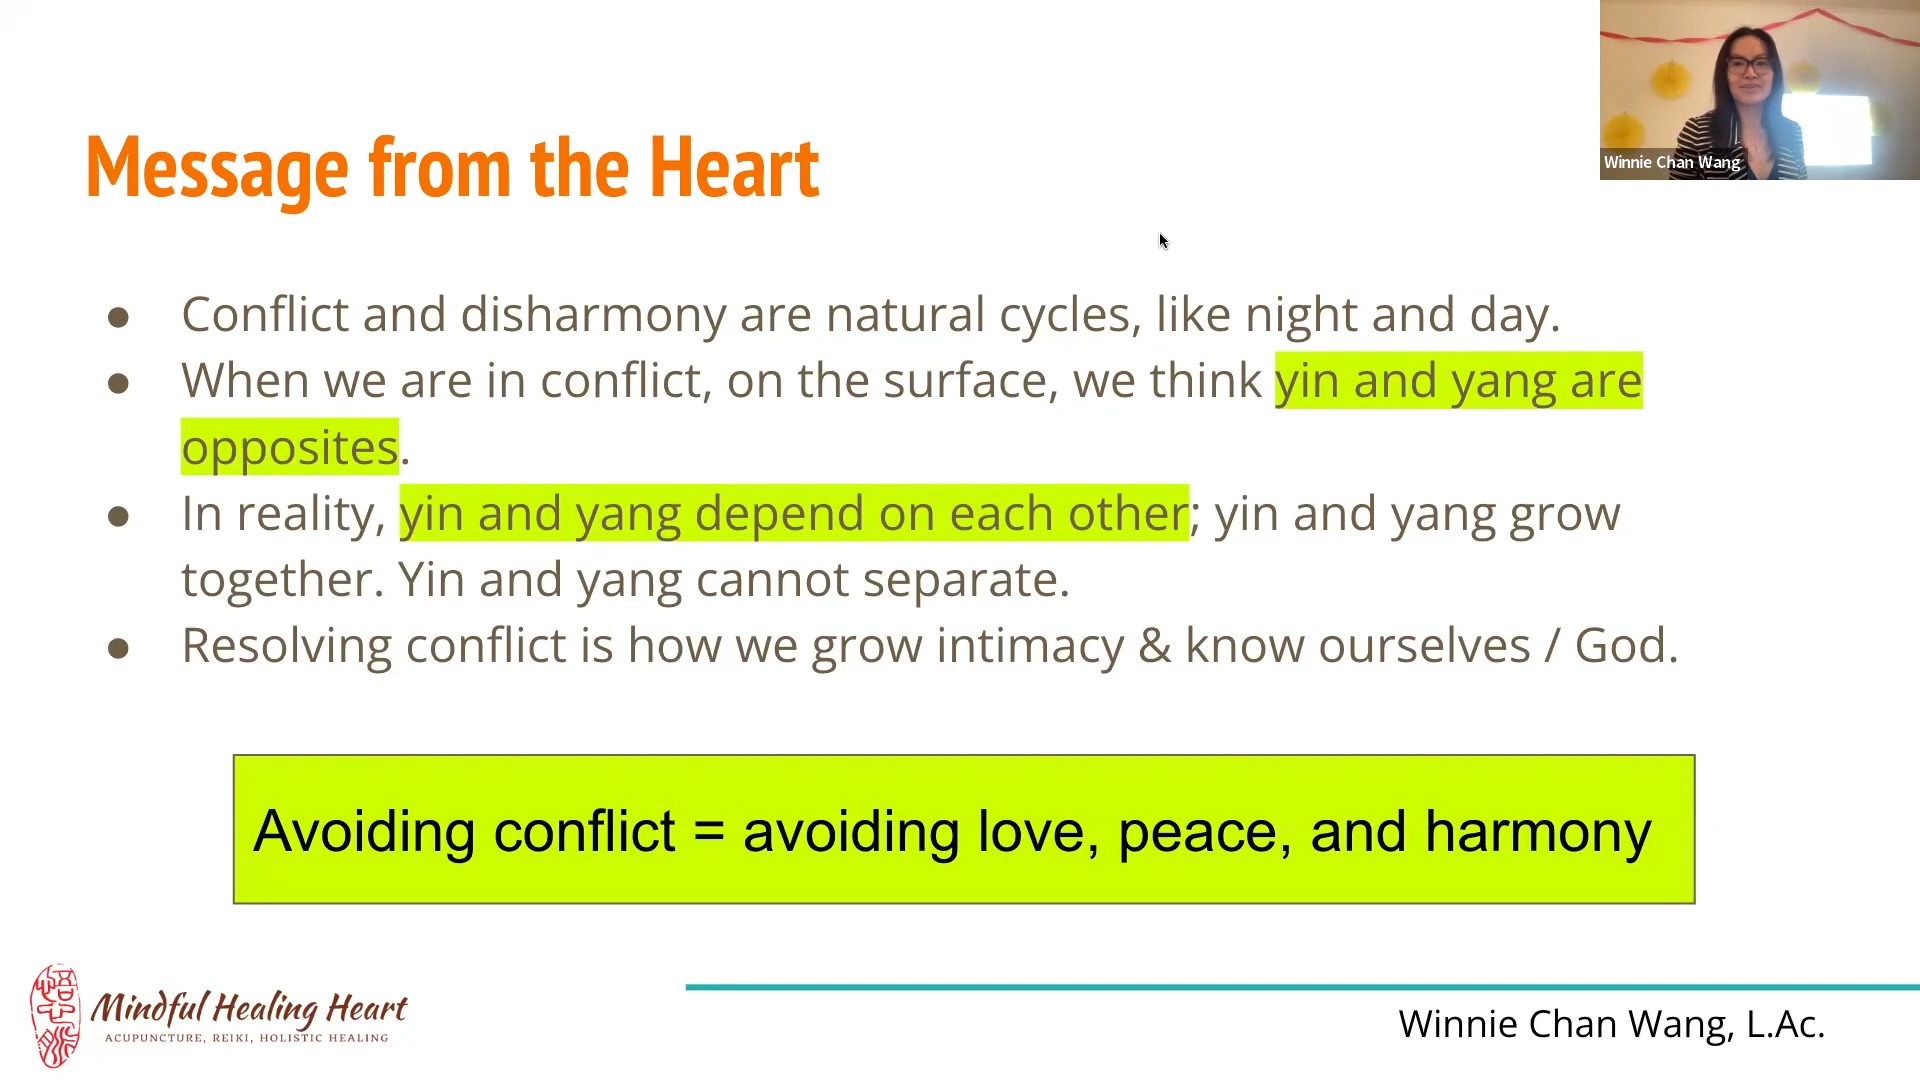 Message from the Heart
Winnie Chan Wang
● Conflict and disharmony are natural cycles, like night and day.
● When we are in conflict, on the surface, we think yin and yang are
opposites.
● In reality, yin and yang depend on each other; yin and yang grow
together. Yin and yang cannot separate.
● Resolving conflict is how we grow intimacy & know ourselves / God.
Avoiding conflict = avoiding love, peace, and harmony
Mindful Healing Heart
ACUPUNCTURE, REIKI, HOLISTIC HEALING
Winnie Chan Wang, L.Ac.